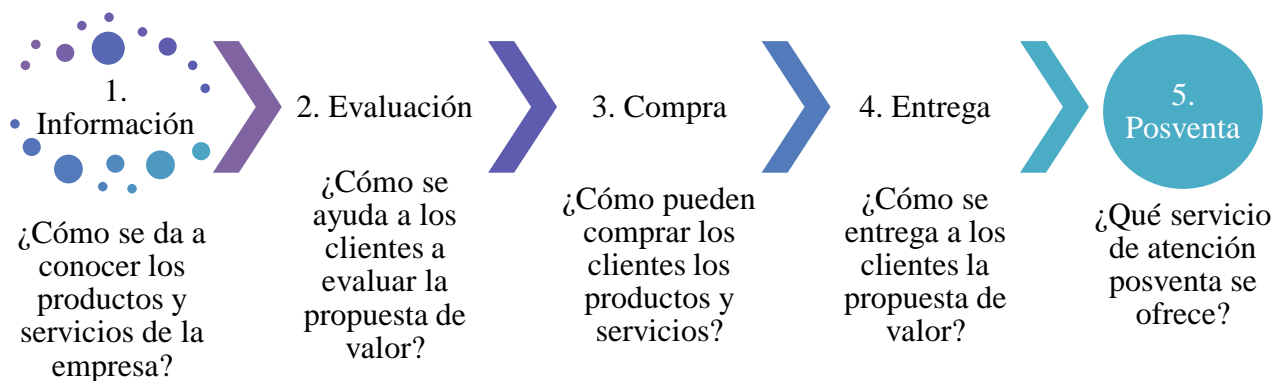 1.
Información
¿Cómo se da a
conocer los
productos y
servicios de la
empresa?
2. Evaluación
¿Cómo se
ayuda a los
clientes a
evaluar la
propuesta de
valor?
3. Compra
¿Cómo pueden
comprar los
clientes los
productos y
servicios?
4. Entrega
¿Cómo se
entrega a los
clientes la
propuesta de
valor?
5.
Posventa
¿Qué servicio
de atención
posventa se
ofrece?